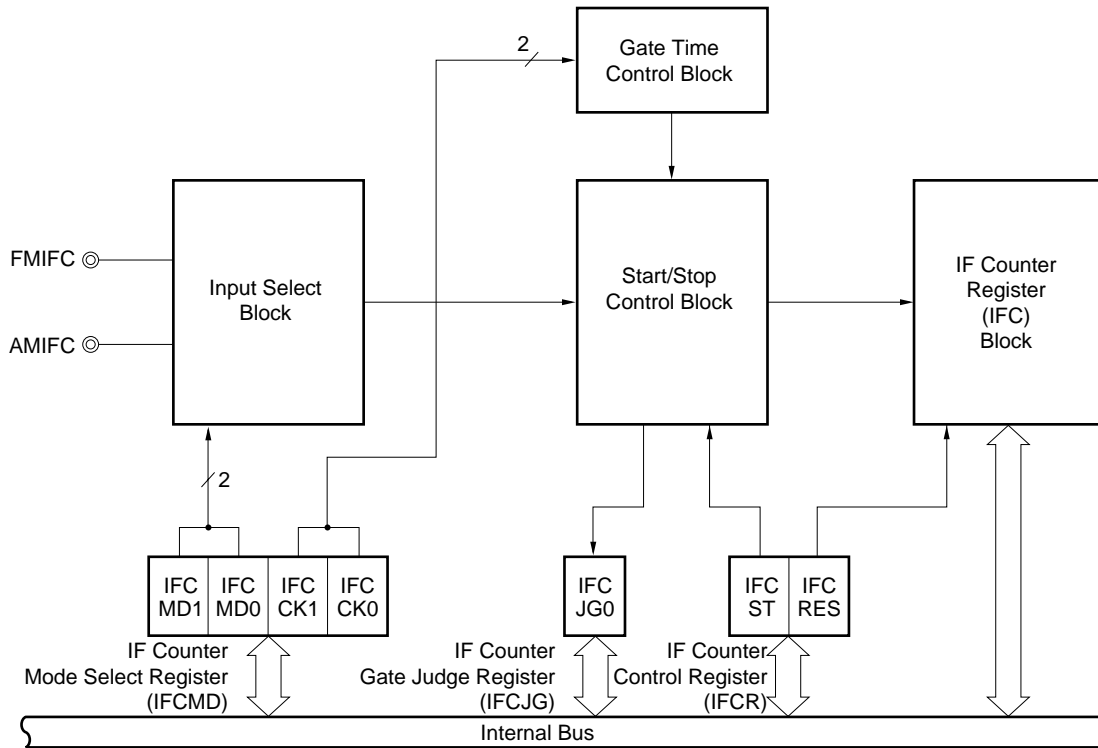 2
Gate Time
Control Block
FMIFC
AMIFC
Input Select
Block
Start/Stop
Control Block
IF Counter
Register
(IFC)
Block
2
IFC
MD1
IFC
MD0
IFC
CK1
IFC
CK0
IFC
JG0
IFC
ST
IFC
RES
IF Counter
Mode Select Register
(IFCMD)
IF Counter
Gate Judge Register
(IFCJG)
IF Counter
Control Register
(IFCR)
Internal Bus